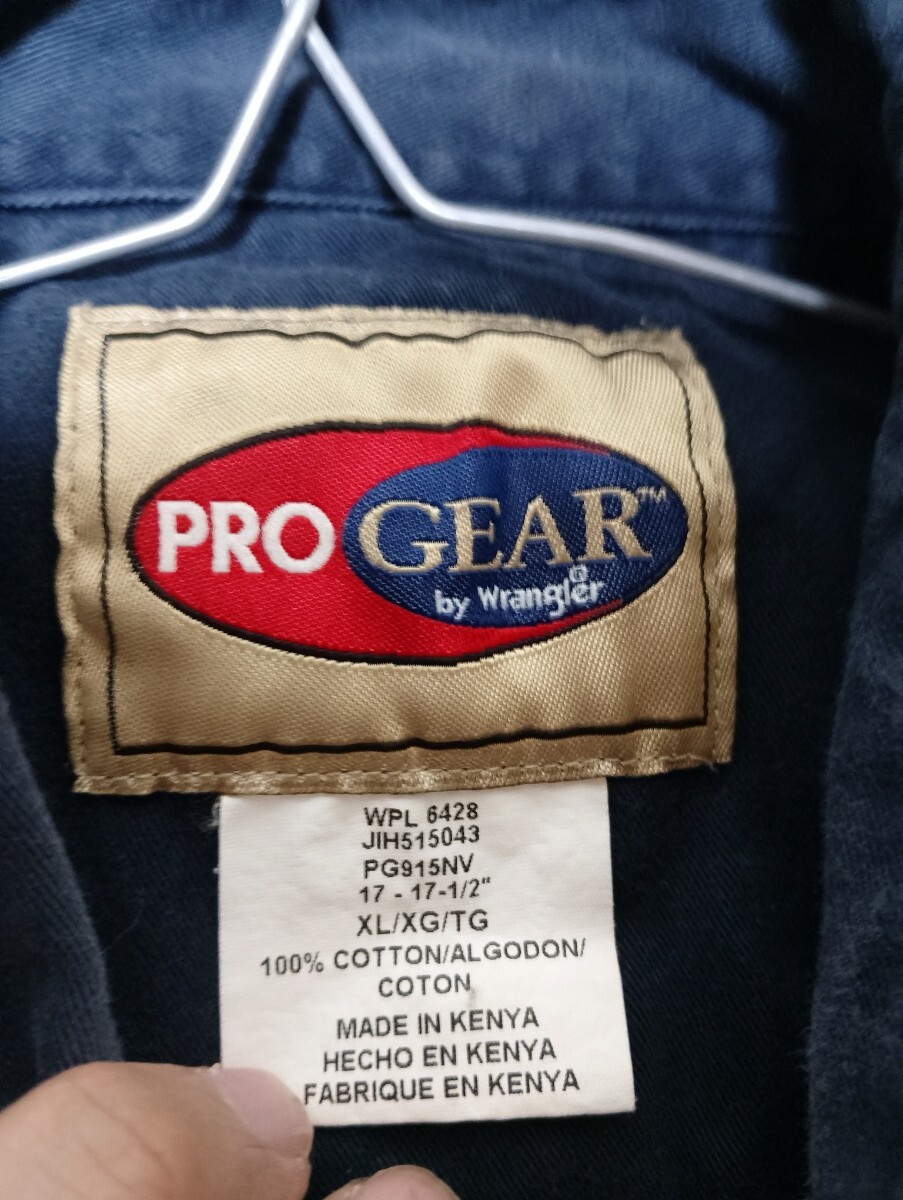 PRO GEAR™
by Wrangler®
WPL 6428
JIH515043
PG915NV
17 - 17-1/2"
XL/XG/TG
100% COTTON/ALGODON/
COTON
MADE IN KENYA
HECHO EN KENYA
FABRIQUE EN KENYA